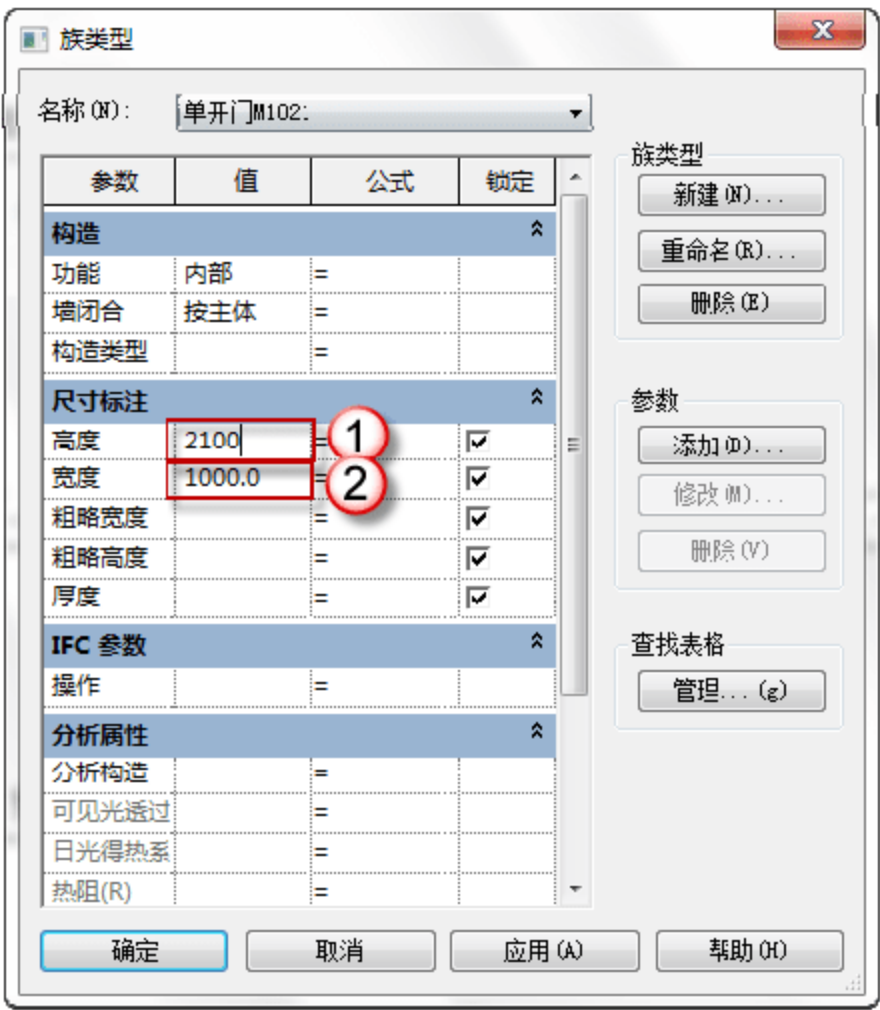 族类型
名称(N):
单开门M102
参数 值 公式 锁定
构造
功能 内部 =
墙闭合 按主体 =
构造类型 =
尺寸标注
高度 2100 = 1
宽度 1000.0 = 2
粗略宽度 =
粗略高度 =
厚度 =
IFC 参数
操作 =
分析属性
分析构造 =
可见光透过
=
日光得热系
=
热阻(R) =
族类型
新建(N)...
重命名(R)...
删除(E)
参数
添加(D)...
修改(M)...
删除(V)
查找表格
管理...(g)
确定 取消 应用(A) 帮助(H)